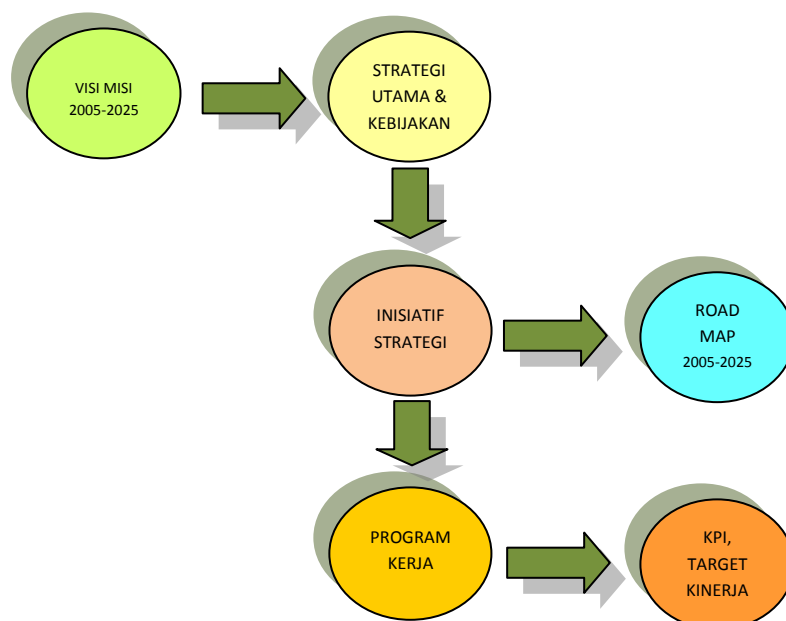 VISI MISI
2005-2025
STRATEGI
UTAMA &
KEBIJAKAN
INISIATIF
STRATEGI
ROAD
MAP
2005-2025
PROGRAM
KERJA
KPI,
TARGET
KINERJA